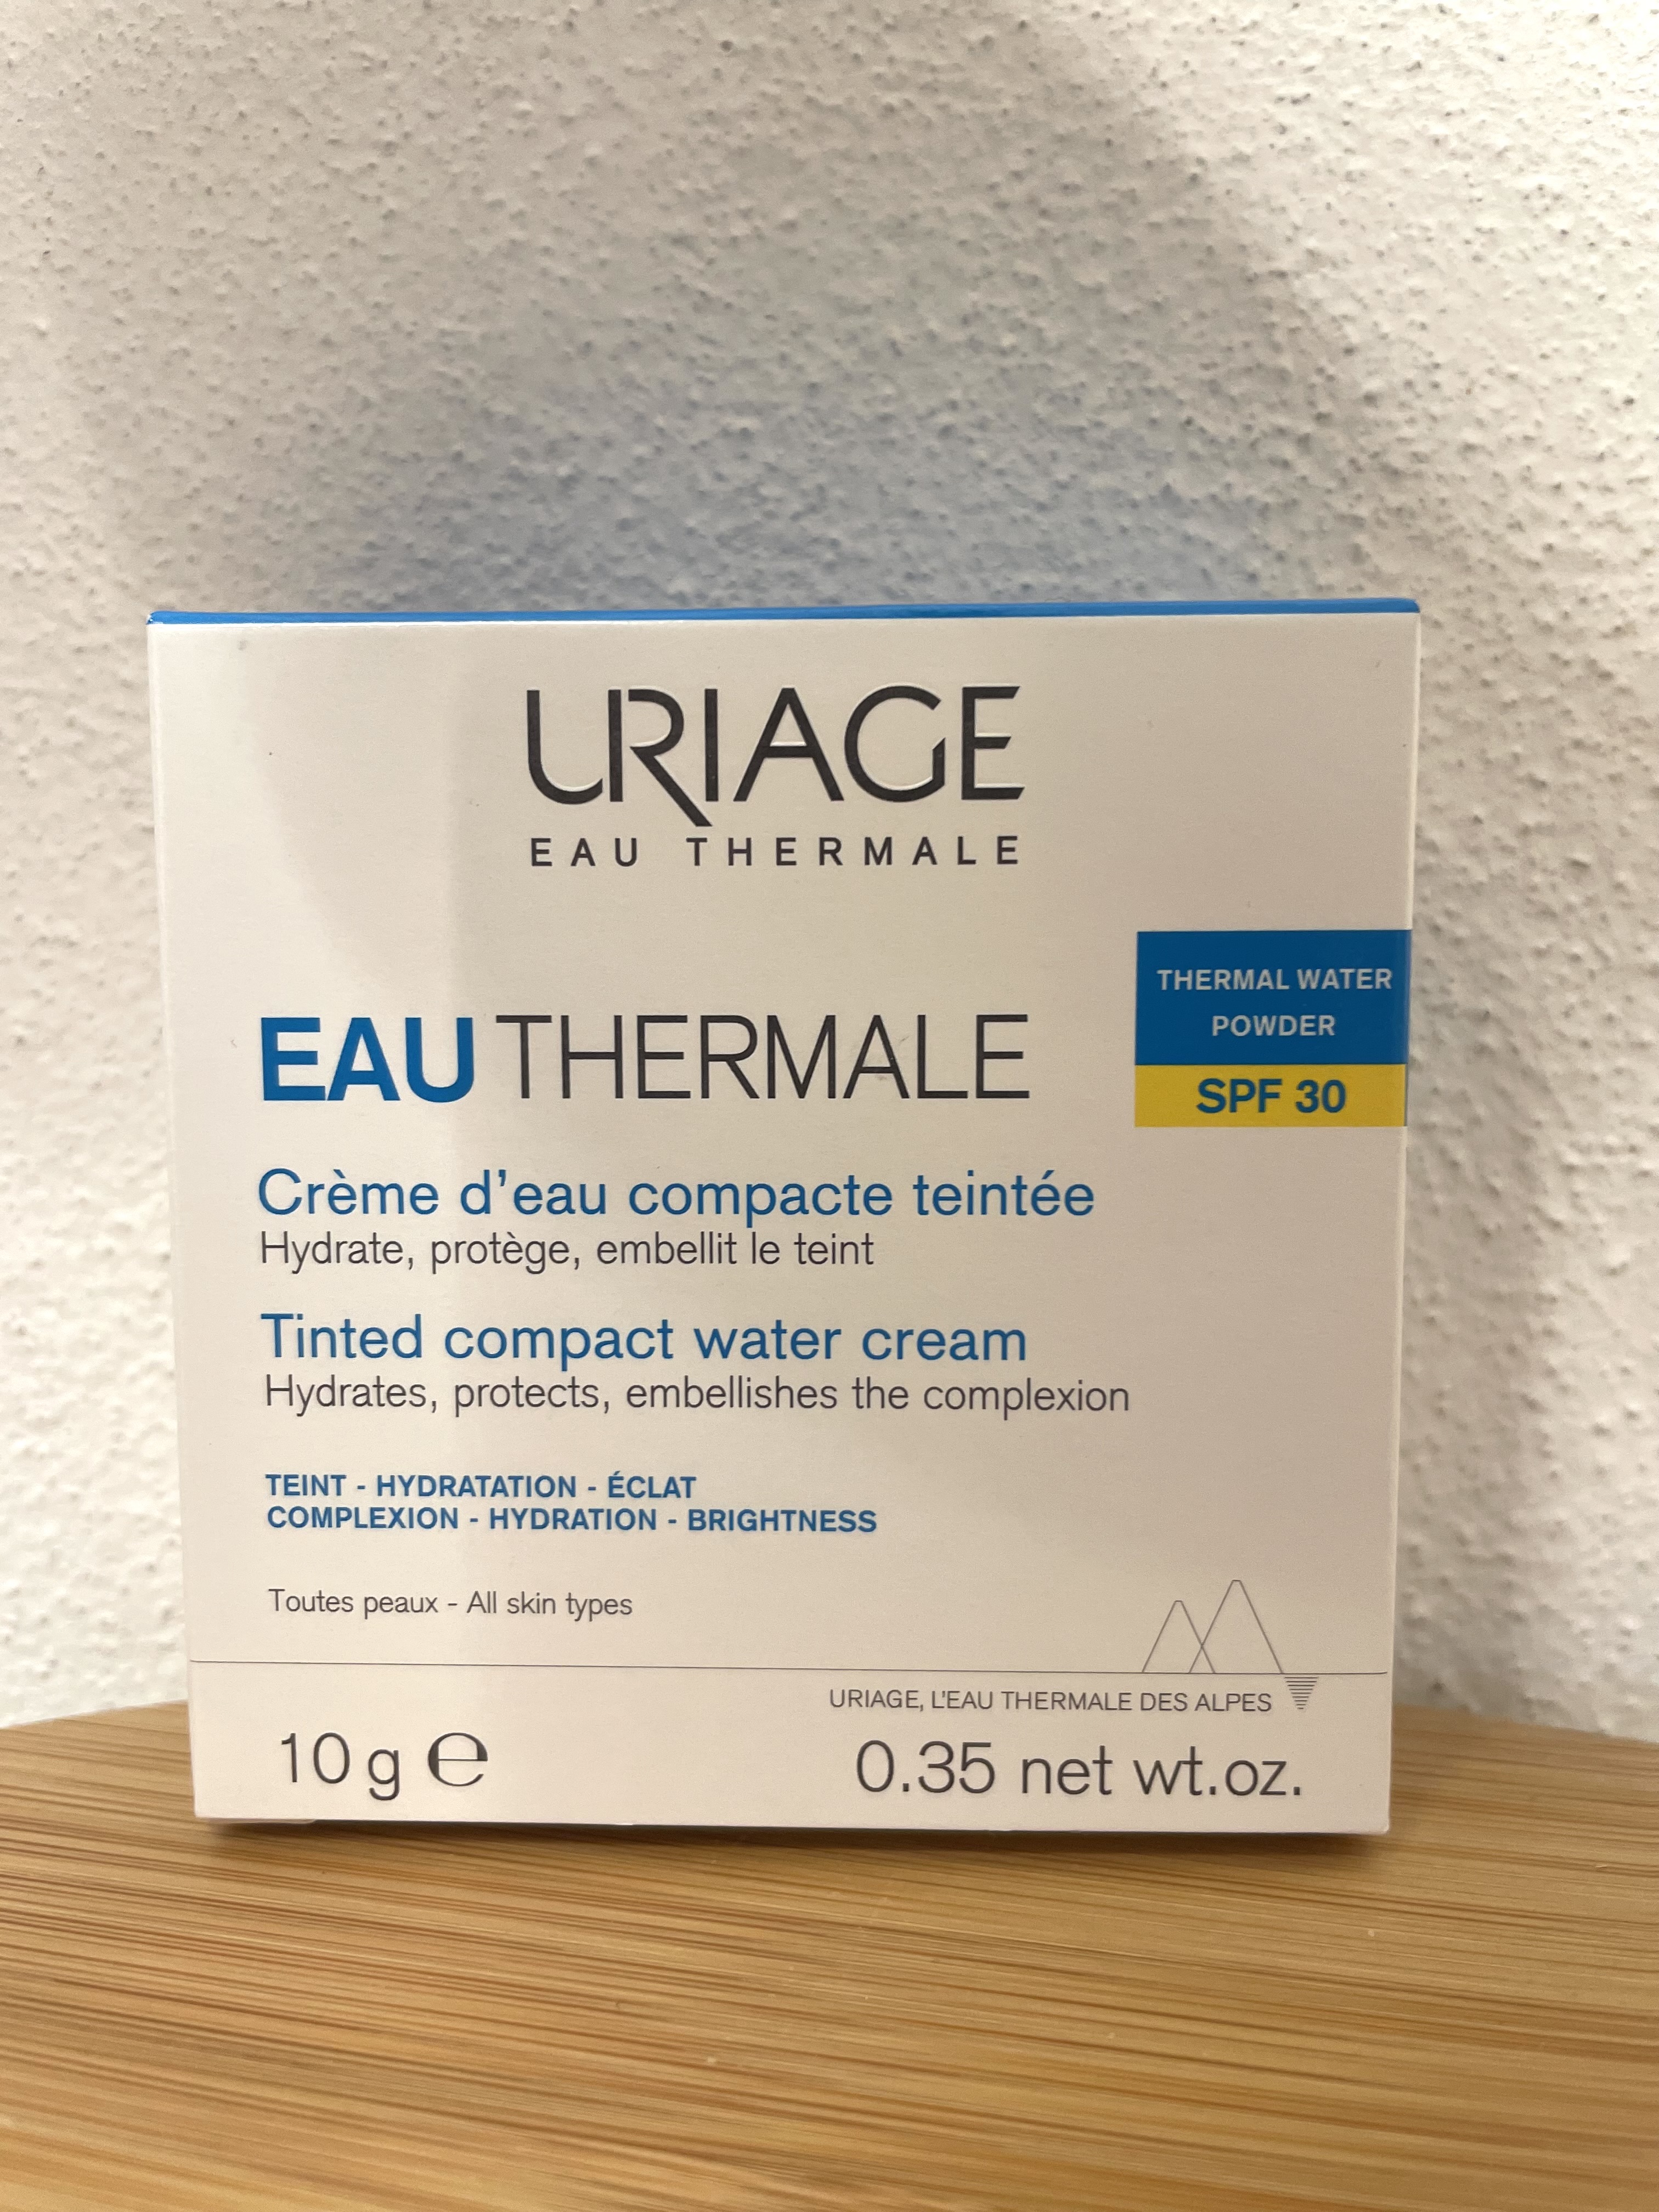 URIAGE
EAU THERMALE
THERMAL WATER
POWDER
SPF 30
EAU THERMALE
Crème d'eau compacte teintée
Hydrate, protège, embellit le teint
Tinted compact water cream
Hydrates, protects, embellishes the complexion
TEINT - HYDRATATION - ÉCLAT
COMPLEXION - HYDRATION - BRIGHTNESS
Toutes peaux - All skin types
URIAGE, L'EAU THERMALE DES ALPES
10 g ℮ 0.35 net wt.oz.